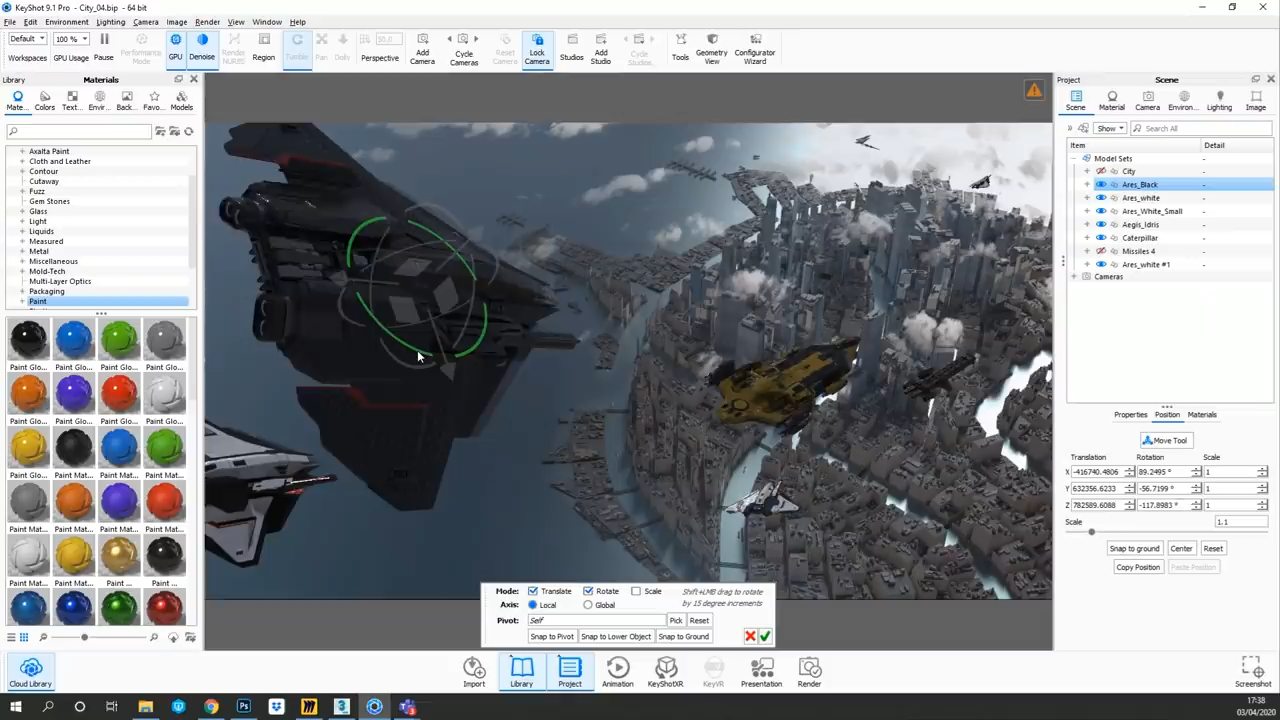 KeyShot 9.1 Pro - City_04.bip - 64 bit
File Edit Environment Lighting Camera Image Render View Window Help
Default 100 % 50.0
Workspaces GPU Usage Pause Performance Mode GPU Denoise Render NURBS Region Tumble Pan Dolly Perspective Add Camera Cycle Cameras Reset Camera Lock Camera Studios Add Studio Cycle Studios Tools Geometry View Configurator Wizard
Library Materials
Mate... Colors Text... Envir... Back... Favo... Models
Axalta Paint
Cloth and Leather
Contour
Cutaway
Fuzz
Gem Stones
Glass
Light
Liquids
Measured
Metal
Miscellaneous
Mold-Tech
Multi-Layer Optics
Packaging
Paint
Paint Glo... Paint Glo... Paint Glo... Paint Glo...
Paint Glo... Paint Glo... Paint Glo... Paint Glo...
Paint Glo... Paint Mat... Paint Mat... Paint Mat...
Paint Mat... Paint Mat... Paint Mat... Paint Mat...
Paint Mat... Paint Mat... Paint ... Paint ...
Cloud Library
Mode: Translate Rotate Scale Shift+LMB drag to rotate
Axis: Local Global by 15 degree increments
Pivot: Self Pick Reset
Snap to Pivot Snap to Lower Object Snap to Ground
Import Library Project Animation KeyShotXR KeyVR Presentation Render Screenshot
Project Scene
Scene Material Camera Environ... Lighting Image
Show Search All
Item Detail
Model Sets -
City -
Ares_Black -
Ares_white -
Ares_White_Small -
Aegis_Idris -
Caterpillar -
Missiles 4 -
Ares_white #1 -
Cameras -
Properties Position Materials
Move Tool
Translation Rotation Scale
X -416740.4806 89.2495 ° 1
Y 632356.6233 -56.7199 ° 1
Z 782589.6088 -117.8983 ° 1
Scale 1.1
Snap to ground Center Reset
Copy Position Paste Position
17:38
03/04/2020